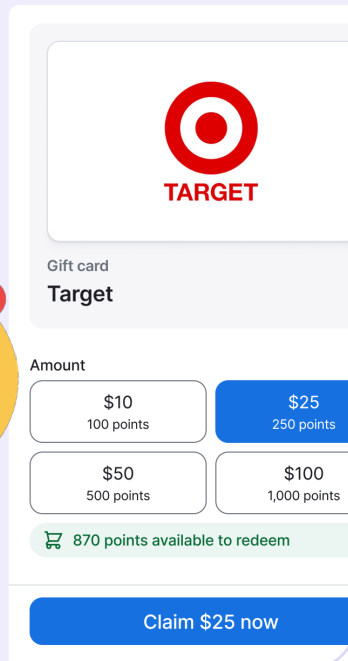 TARGET
Gift card
Target
Amount
$10
100 points
$25
250 points
$50
500 points
$100
1,000 points
870 points available to redeem
Claim $25 now